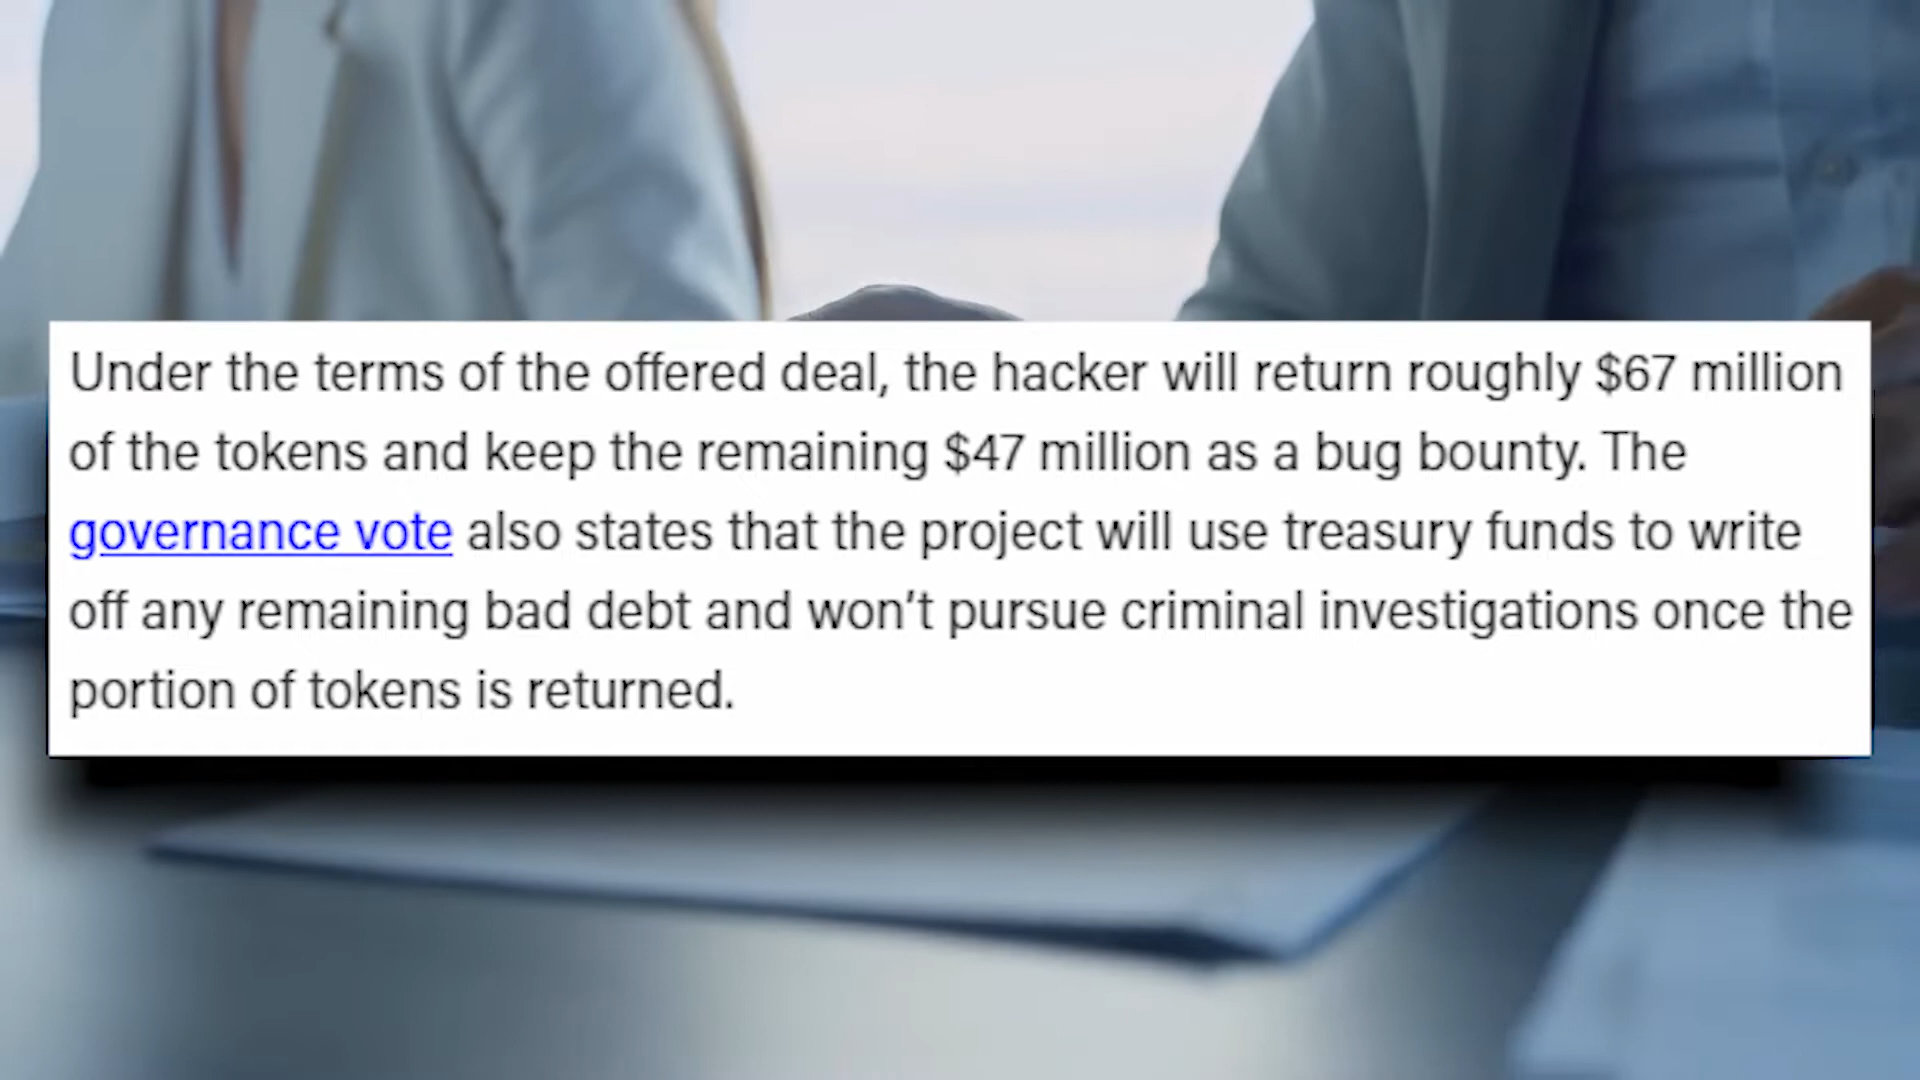 Under the terms of the offered deal, the hacker will return roughly $67 million
of the tokens and keep the remaining $47 million as a bug bounty. The
governance vote also states that the project will use treasury funds to write
off any remaining bad debt and won’t pursue criminal investigations once the
portion of tokens is returned.